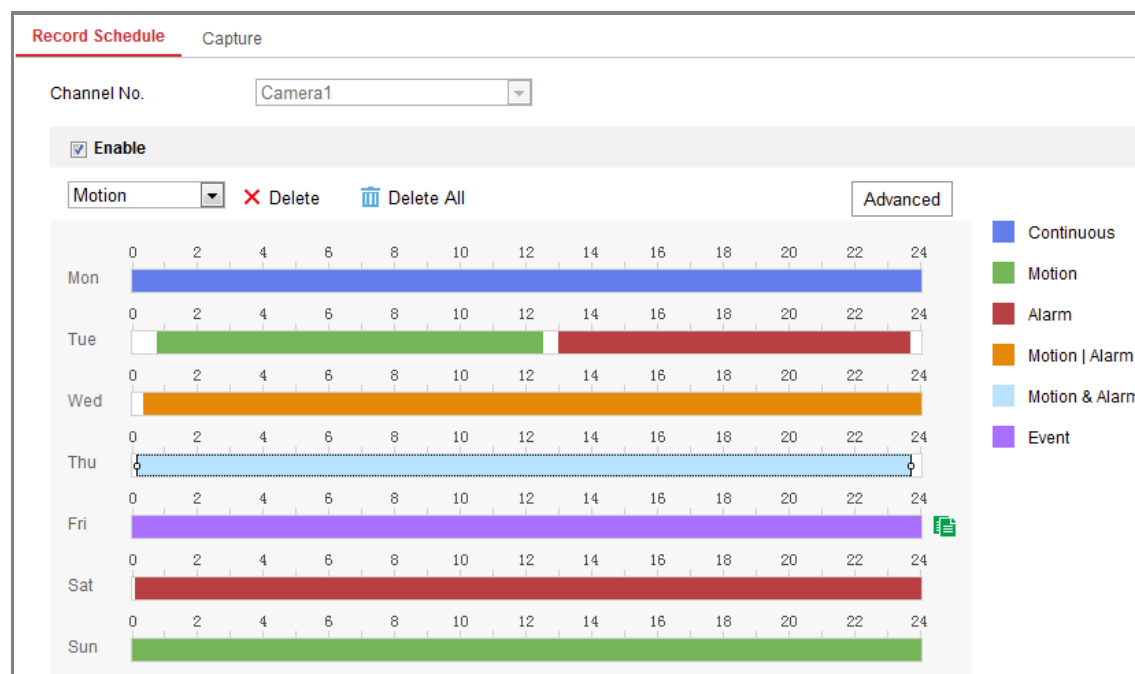 Record Schedule Capture
Channel No. Camera1
Enable
Motion Delete Delete All Advanced
Continuous
Motion
Alarm
Motion | Alarm
Motion & Alarm
Event
0 2 4 6 8 10 12 14 16 18 20 22 24
Mon
0 2 4 6 8 10 12 14 16 18 20 22 24
Tue
0 2 4 6 8 10 12 14 16 18 20 22 24
Wed
0 2 4 6 8 10 12 14 16 18 20 22 24
Thu
0 2 4 6 8 10 12 14 16 18 20 22 24
Fri
0 2 4 6 8 10 12 14 16 18 20 22 24
Sat
0 2 4 6 8 10 12 14 16 18 20 22 24
Sun